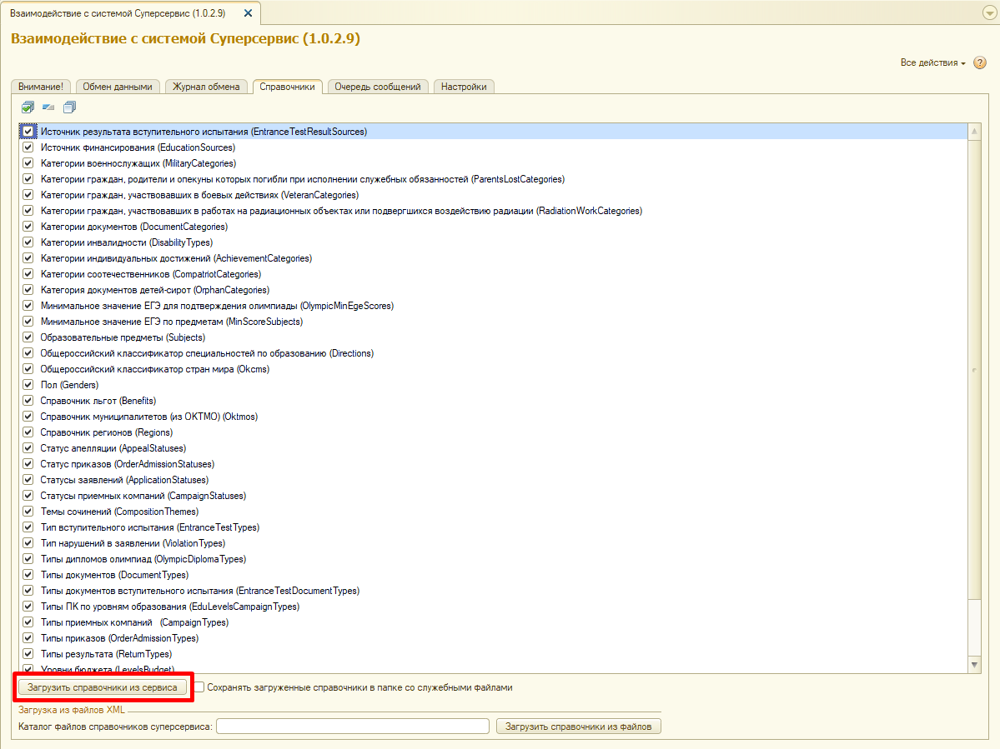 Взаимодействие с системой Суперсервис (1.0.2.9)
Взаимодействие с системой Суперсервис (1.0.2.9)
Все действия
Внимание! Обмен данными Журнал обмена Справочники Очередь сообщений Настройки
Источник результата вступительного испытания (EntranceTestResultSources)
Источник финансирования (EducationSources)
Категории военнослужащих (MilitaryCategories)
Категории граждан, родители и опекуны которых погибли при исполнении служебных обязанностей (ParentsLostCategories)
Категории граждан, участвовавших в боевых действиях (VeteranCategories)
Категории граждан, участвовавших в работах на радиационных объектах или подвергшихся воздействию радиации (RadiationWorkCategories)
Категории документов (DocumentCategories)
Категории инвалидности (DisabilityTypes)
Категории индивидуальных достижений (AchievementCategories)
Категории соотечественников (CompatriotCategories)
Категория документов детей-сирот (OrphanCategories)
Минимальное значение ЕГЭ для подтверждения олимпиады (OlympicMinEgeScores)
Минимальное значение ЕГЭ по предметам (MinScoreSubjects)
Образовательные предметы (Subjects)
Общероссийский классификатор специальностей по образованию (Directions)
Общероссийский классификатор стран мира (Okcms)
Пол (Genders)
Справочник льгот (Benefits)
Справочник муниципалитетов (из ОКТМО) (Oktmos)
Справочник регионов (Regions)
Статус апелляции (AppealStatuses)
Статус приказов (OrderAdmissionStatuses)
Статусы заявлений (ApplicationStatuses)
Статусы приемных компаний (CampaignStatuses)
Темы сочинений (CompositionThemes)
Тип вступительного испытания (EntranceTestTypes)
Тип нарушений в заявлении (ViolationTypes)
Типы дипломов олимпиад (OlympicDiplomaTypes)
Типы документов (DocumentTypes)
Типы документов вступительного испытания (EntranceTestDocumentTypes)
Типы ПК по уровням образования (EduLevelsCampaignTypes)
Типы приемных компаний (CampaignTypes)
Типы приказов (OrderAdmissionTypes)
Типы результата (ReturnTypes)
Уровни бюджета (LevelsBudget)
Загрузить справочники из сервиса Сохранять загруженные справочники в папке со служебными файлами
Загрузка из файлов XML
Каталог файлов справочников суперсервиса: Загрузить справочники из файлов